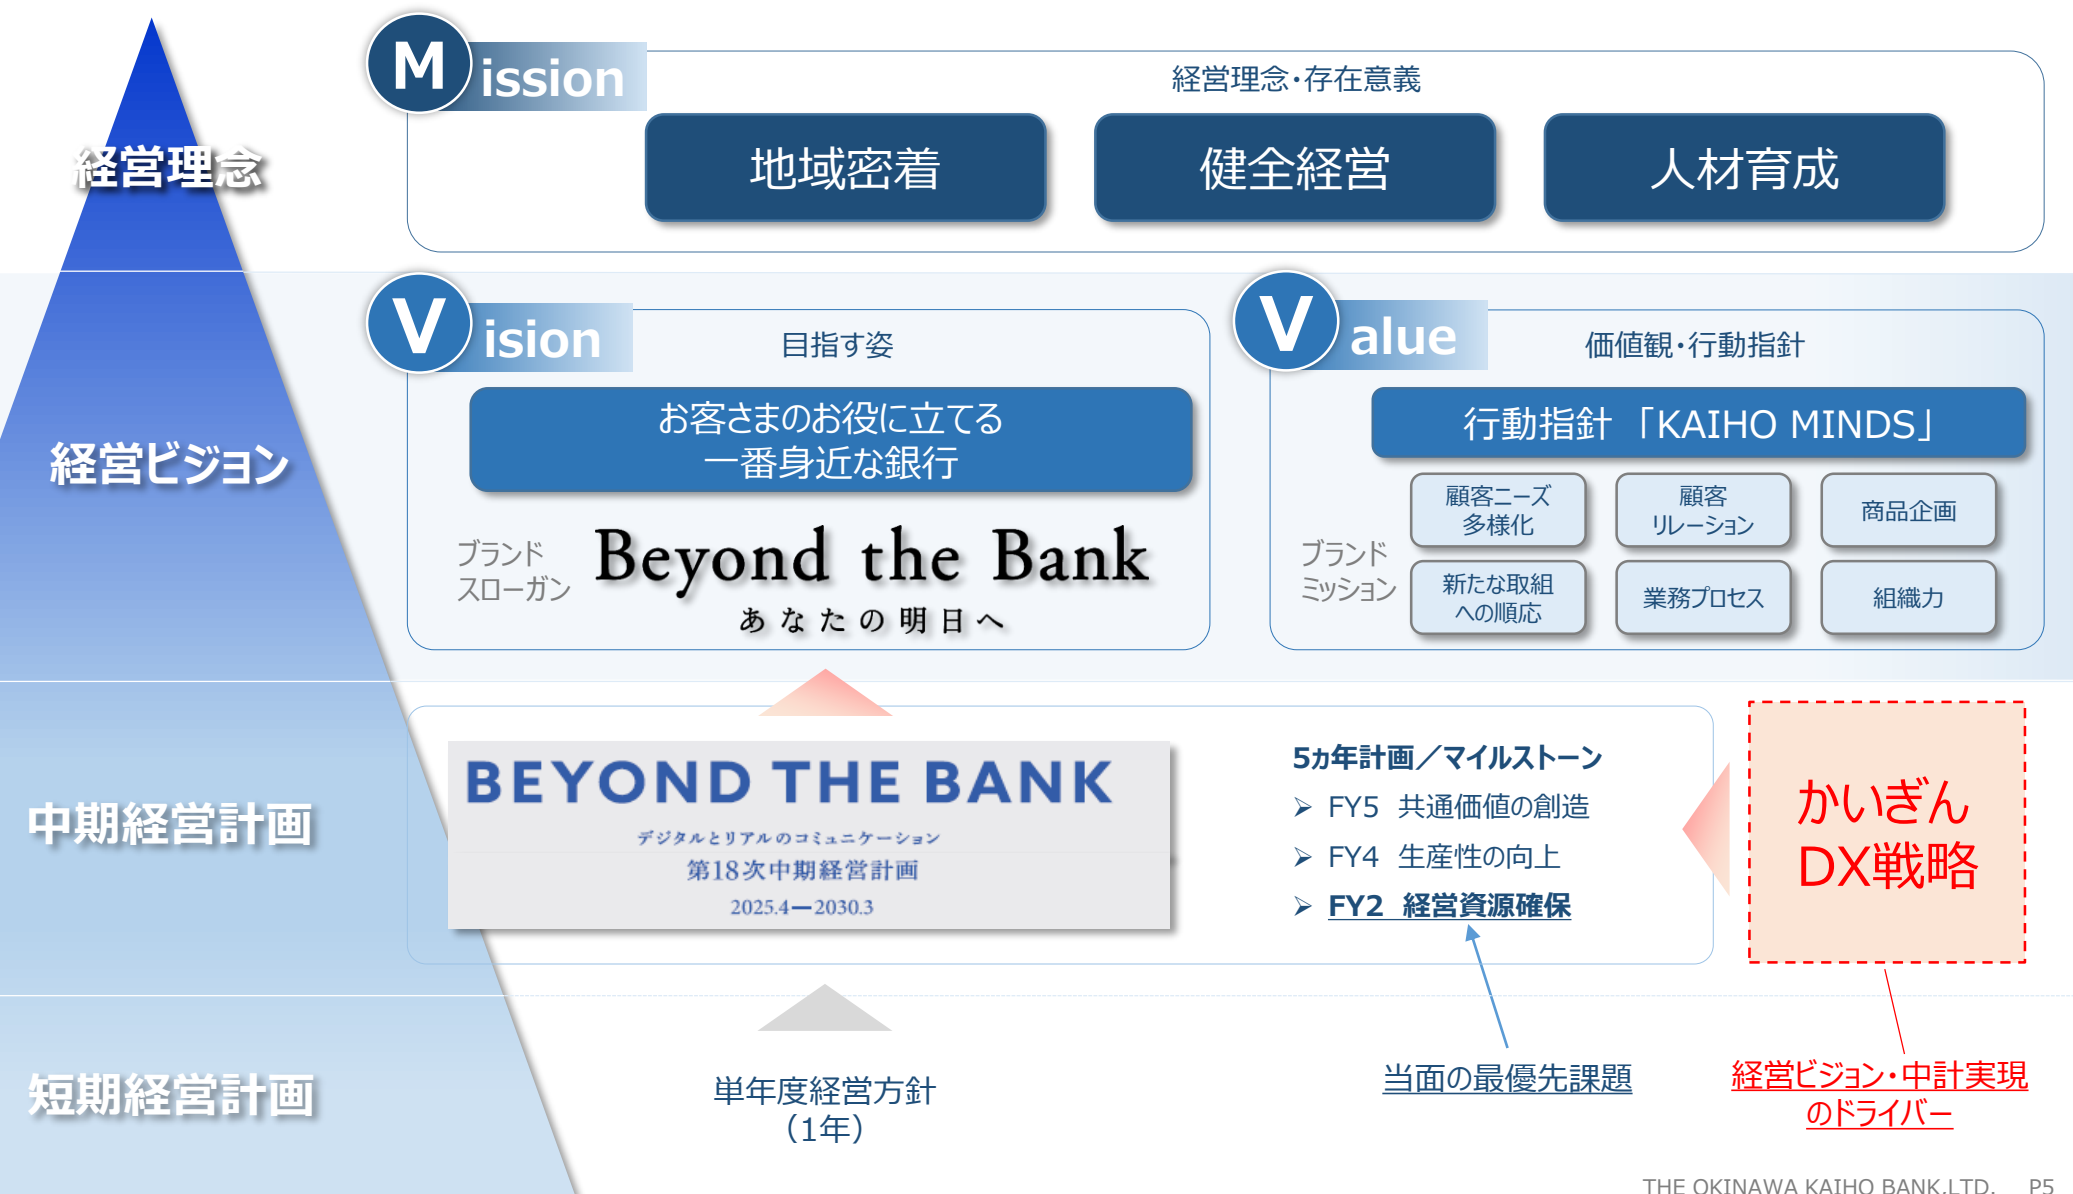 経営理念
Mission
経営理念・存在意義
地域密着
健全経営
人材育成
経営ビジョン
Vision
目指す姿
お客さまのお役に立てる
一番身近な銀行
ブランド
スローガン
Beyond the Bank
あなたの明日へ
Value
価値観・行動指針
行動指針「KAIHO MINDS」
ブランド
ミッション
顧客ニーズ
多様化
顧客
リレーション
商品企画
新たな取組
への順応
業務プロセス
組織力
中期経営計画
BEYOND THE BANK
デジタルとリアルのコミュニケーション
第18次中期経営計画
2025.4ー2030.3
5ヵ年計画／マイルストーン
➢ FY5 共通価値の創造
➢ FY4 生産性の向上
➢ FY2 経営資源確保
かいぎん
DX戦略
短期経営計画
単年度経営方針
（1年）
当面の最優先課題
経営ビジョン・中計実現
のドライバー
THE OKINAWA KAIHO BANK,LTD. P5